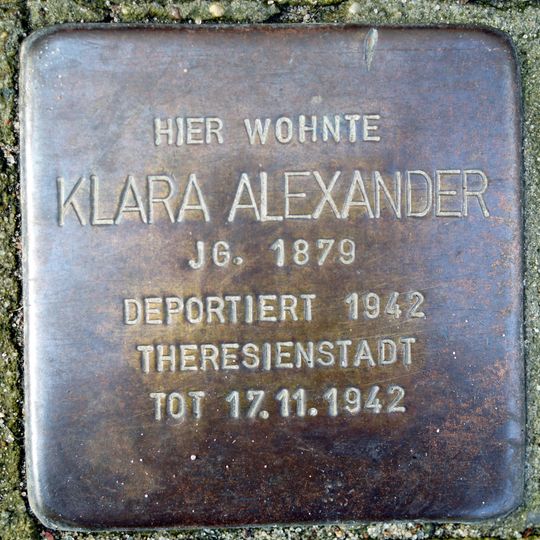 HIER WOHNTE
KLARA ALEXANDER
JG. 1879
DEPORTIERT 1942
THERESIENSTADT
TOT 17.11.1942